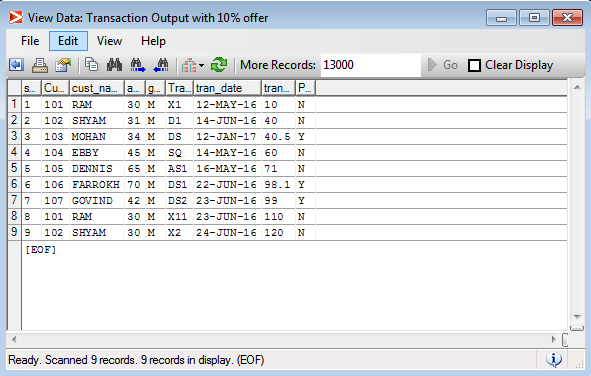 View Data: Transaction Output with 10% offer
File Edit View Help
More Records: 13000 Go Clear Display
s... Cu... cust_na... a... g... Tra... tran_date tran... P...
1 1 101 RAM 30 M X1 12-MAY-16 10 N
2 2 102 SHYAM 31 M D1 14-JUN-16 40 N
3 3 103 MOHAN 34 M DS 12-JAN-17 40.5 Y
4 4 104 EBBY 45 M SQ 14-MAY-16 60 N
5 5 105 DENNIS 65 M AS1 16-MAY-16 71 N
6 6 106 FARROKH 70 M DS1 22-JUN-16 98.1 Y
7 7 107 GOVIND 42 M DS2 23-JUN-16 99 Y
8 8 101 RAM 30 M X11 23-JUN-16 110 N
9 9 102 SHYAM 30 M X2 24-JUN-16 120 N
[EOF]
Ready. Scanned 9 records. 9 records in display. (EOF)